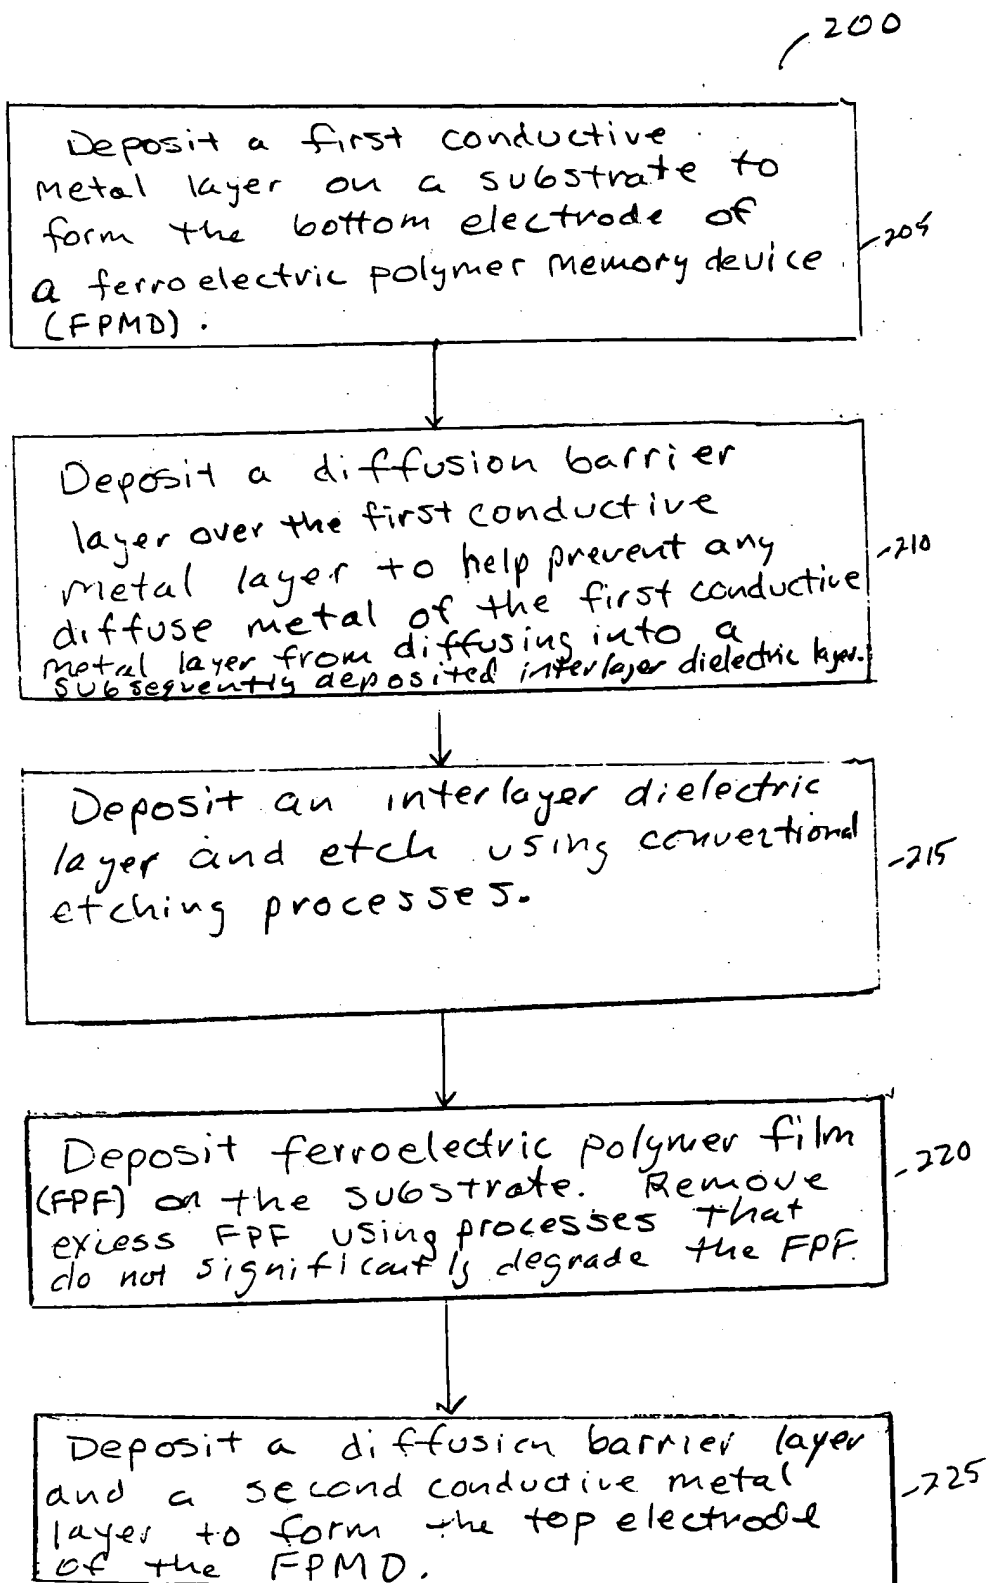 200
Deposit a first conductive
metal layer on a substrate to
form the bottom electrode of
a ferroelectric polymer memory device
(FPMD).
205
Deposit a diffusion barrier
layer over the first conductive
metal layer to help prevent any
diffuse metal of the first conductive
metal layer from diffusing into a
subsequently deposited interlayer dielectric layer.
210
Deposit an interlayer dielectric
layer and etch using convertional
etching processes.
215
Deposit ferroelectric polymer film
(FPF) on the substrate. Remove
excess FPF using processes that
do not significantly degrade the FPF.
220
Deposit a diffusion barrier layer
and a second conductive metal
layer to form the top electrode
of the FPMD.
225